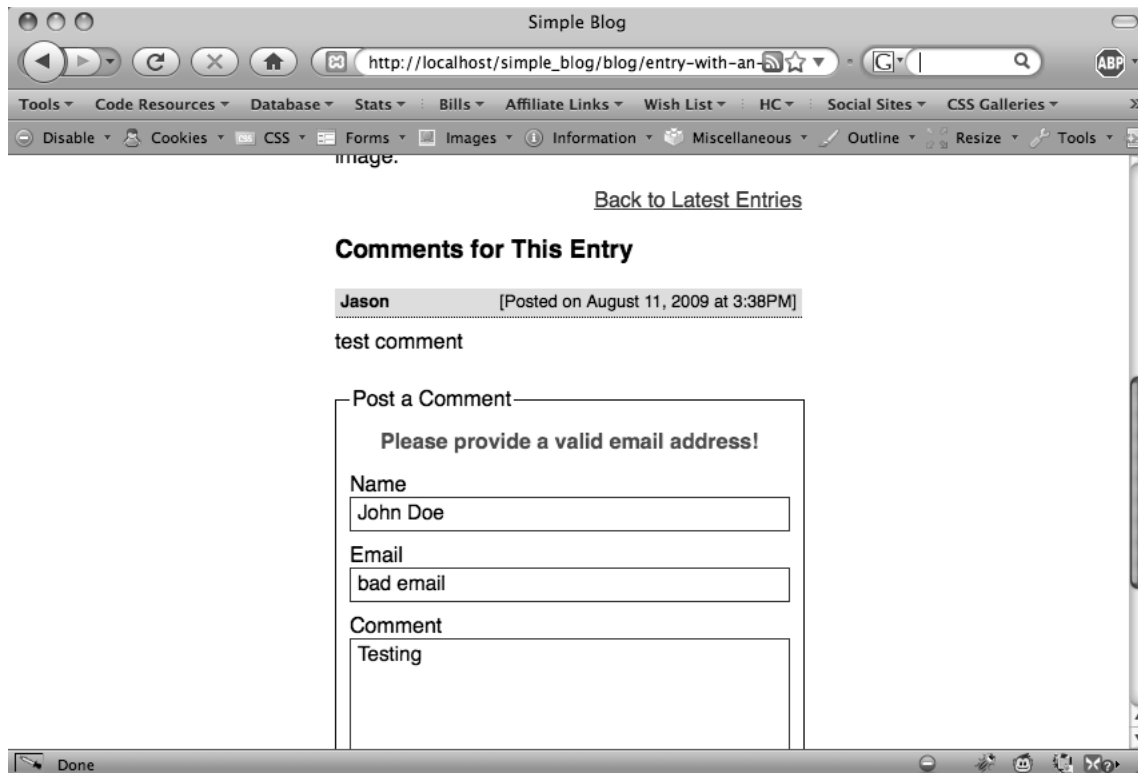 Simple Blog
http://localhost/simple_blog/blog/entry-with-an- G ABP
Tools Code Resources Database Stats Bills Affiliate Links Wish List HC Social Sites CSS Galleries »
Disable Cookies CSS CSS Forms Images Information Miscellaneous Outline Resize Tools
image.
Back to Latest Entries
Comments for This Entry
Jason [Posted on August 11, 2009 at 3:38PM]
test comment
Post a Comment
Please provide a valid email address!
Name
John Doe
Email
bad email
Comment
Testing
Done